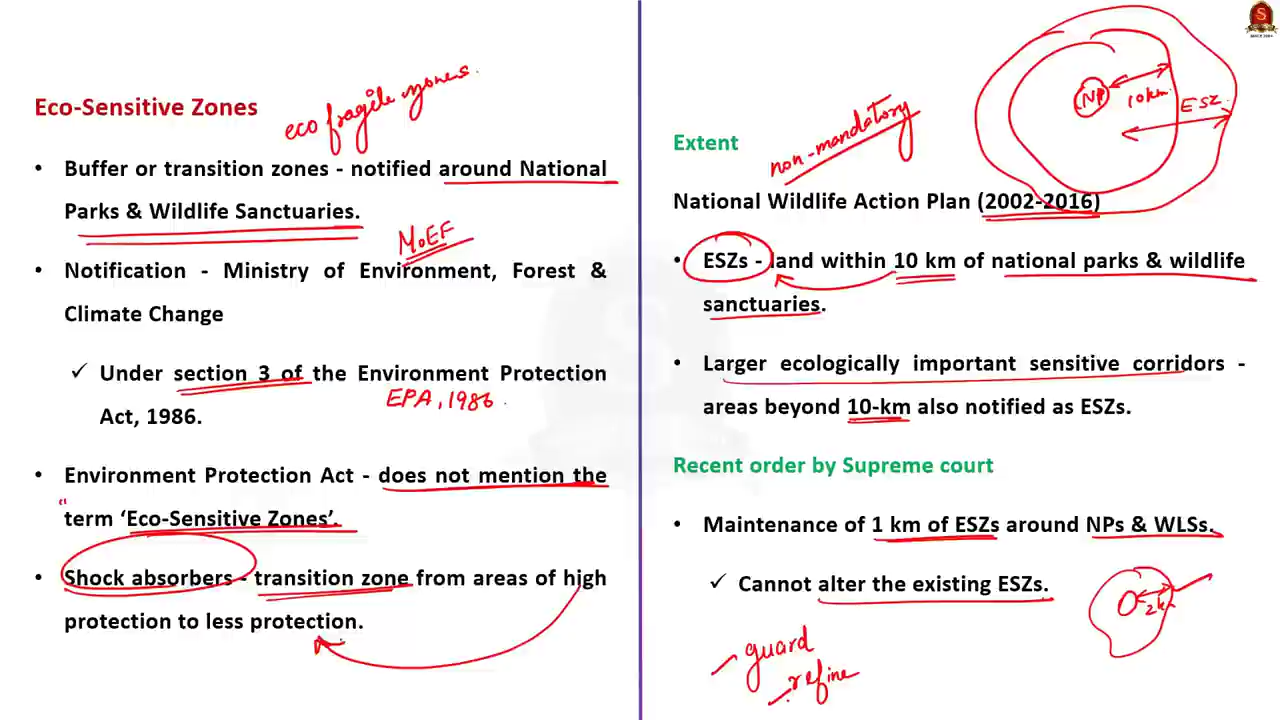 Eco-Sensitive Zones
eco fragile zones.
• Buffer or transition zones - notified around National
Parks & Wildlife Sanctuaries.
MoEF
• Notification - Ministry of Environment, Forest &
Climate Change
✓ Under section 3 of the Environment Protection
EPA, 1986
Act, 1986.
• Environment Protection Act - does not mention the
term ‘Eco-Sensitive Zones’.
• Shock absorbers - transition zone from areas of high
protection to less protection.
S
SINCE 2004
NP
10km
ESZ
Extent
non-mandatory
National Wildlife Action Plan (2002-2016)
• ESZs - land within 10 km of national parks & wildlife
sanctuaries.
• Larger ecologically important sensitive corridors -
areas beyond 10-km also notified as ESZs.
Recent order by Supreme court
• Maintenance of 1 km of ESZs around NPs & WLSs.
✓ Cannot alter the existing ESZs.
2km
guard
refine